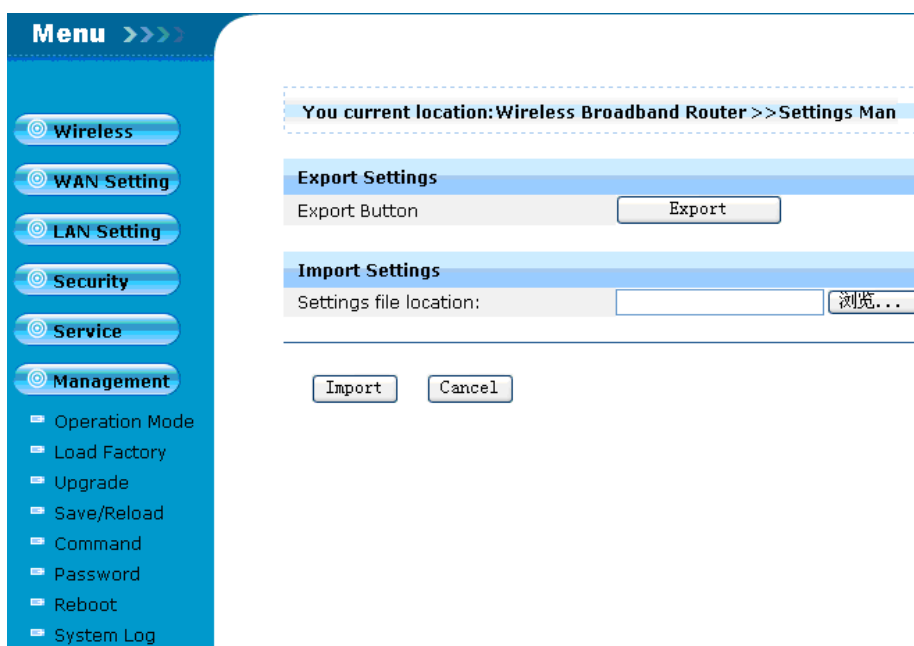 Menu >>>>
You current location:Wireless Broadband Router >>Settings Man
Wireless
WAN Setting
LAN Setting
Security
Service
Management
Operation Mode
Load Factory
Upgrade
Save/Reload
Command
Password
Reboot
System Log
Export Settings
Export Button
Export
Import Settings
Settings file location:
浏览...
Import
Cancel